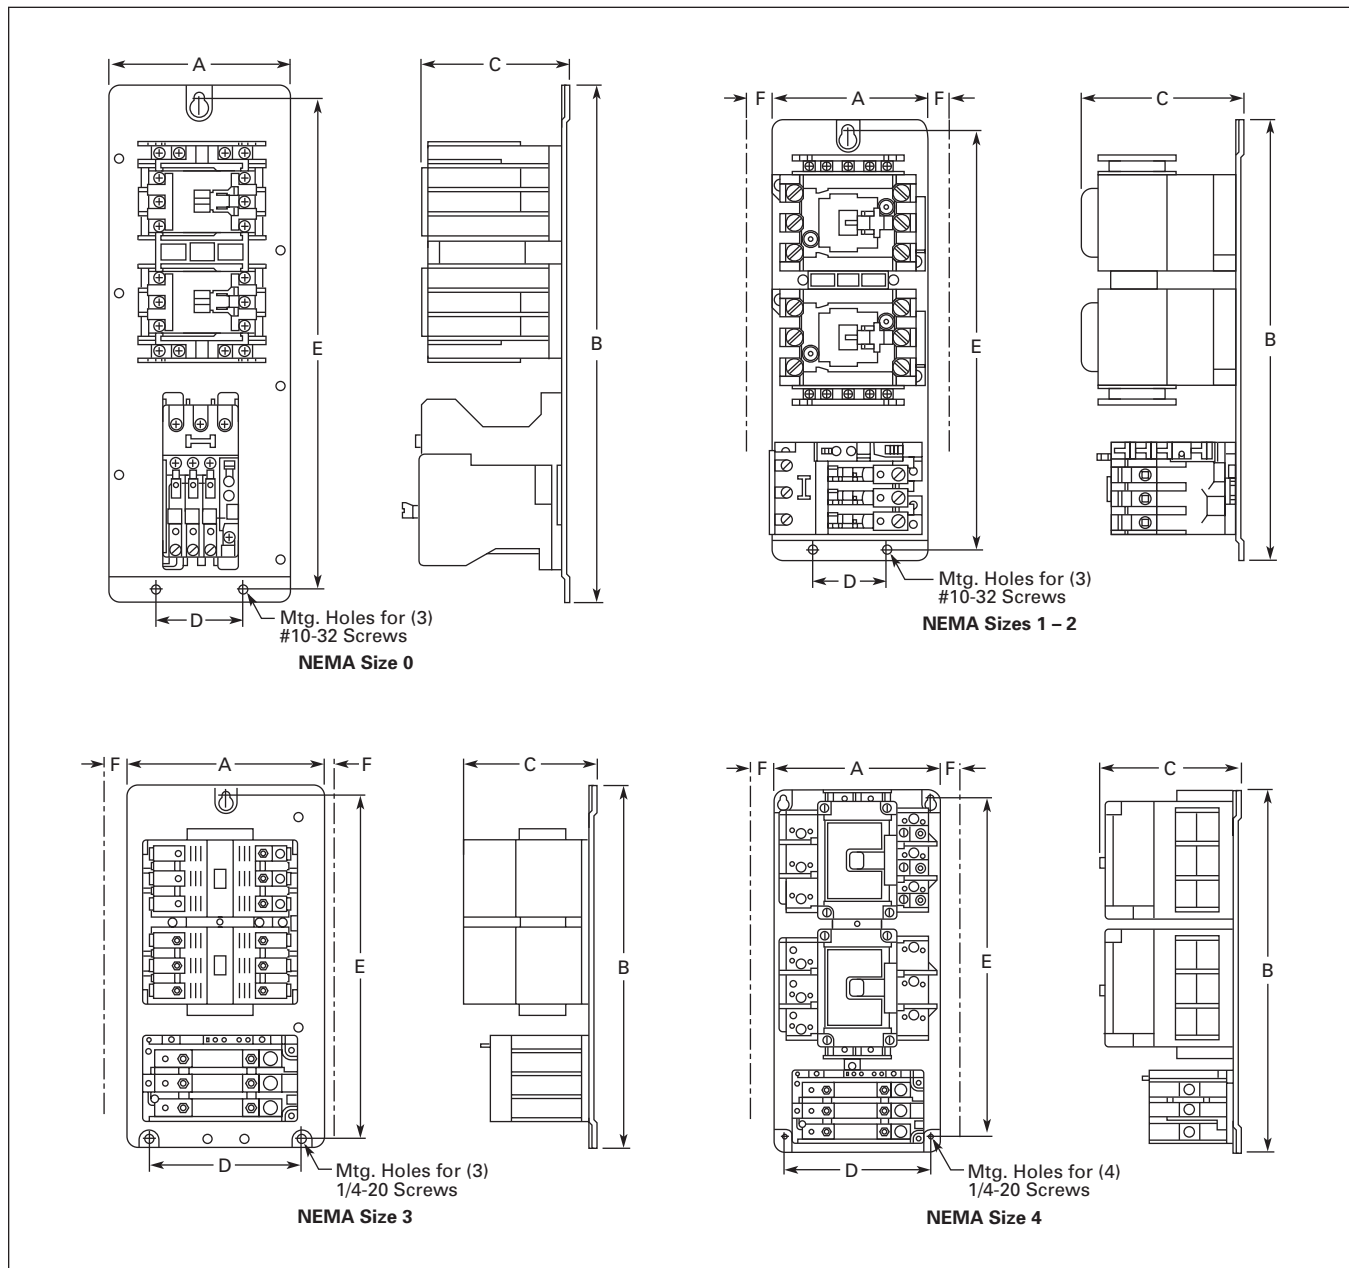 A
C
E
B
D
Mtg. Holes for (3)
#10-32 Screws
NEMA Size 0
F
A
F
C
E
B
D
Mtg. Holes for (3)
#10-32 Screws
NEMA Sizes 1 – 2
F
A
F
C
E
B
D
Mtg. Holes for (3)
1/4-20 Screws
NEMA Size 3
F
A
F
C
E
B
D
Mtg. Holes for (4)
1/4-20 Screws
NEMA Size 4